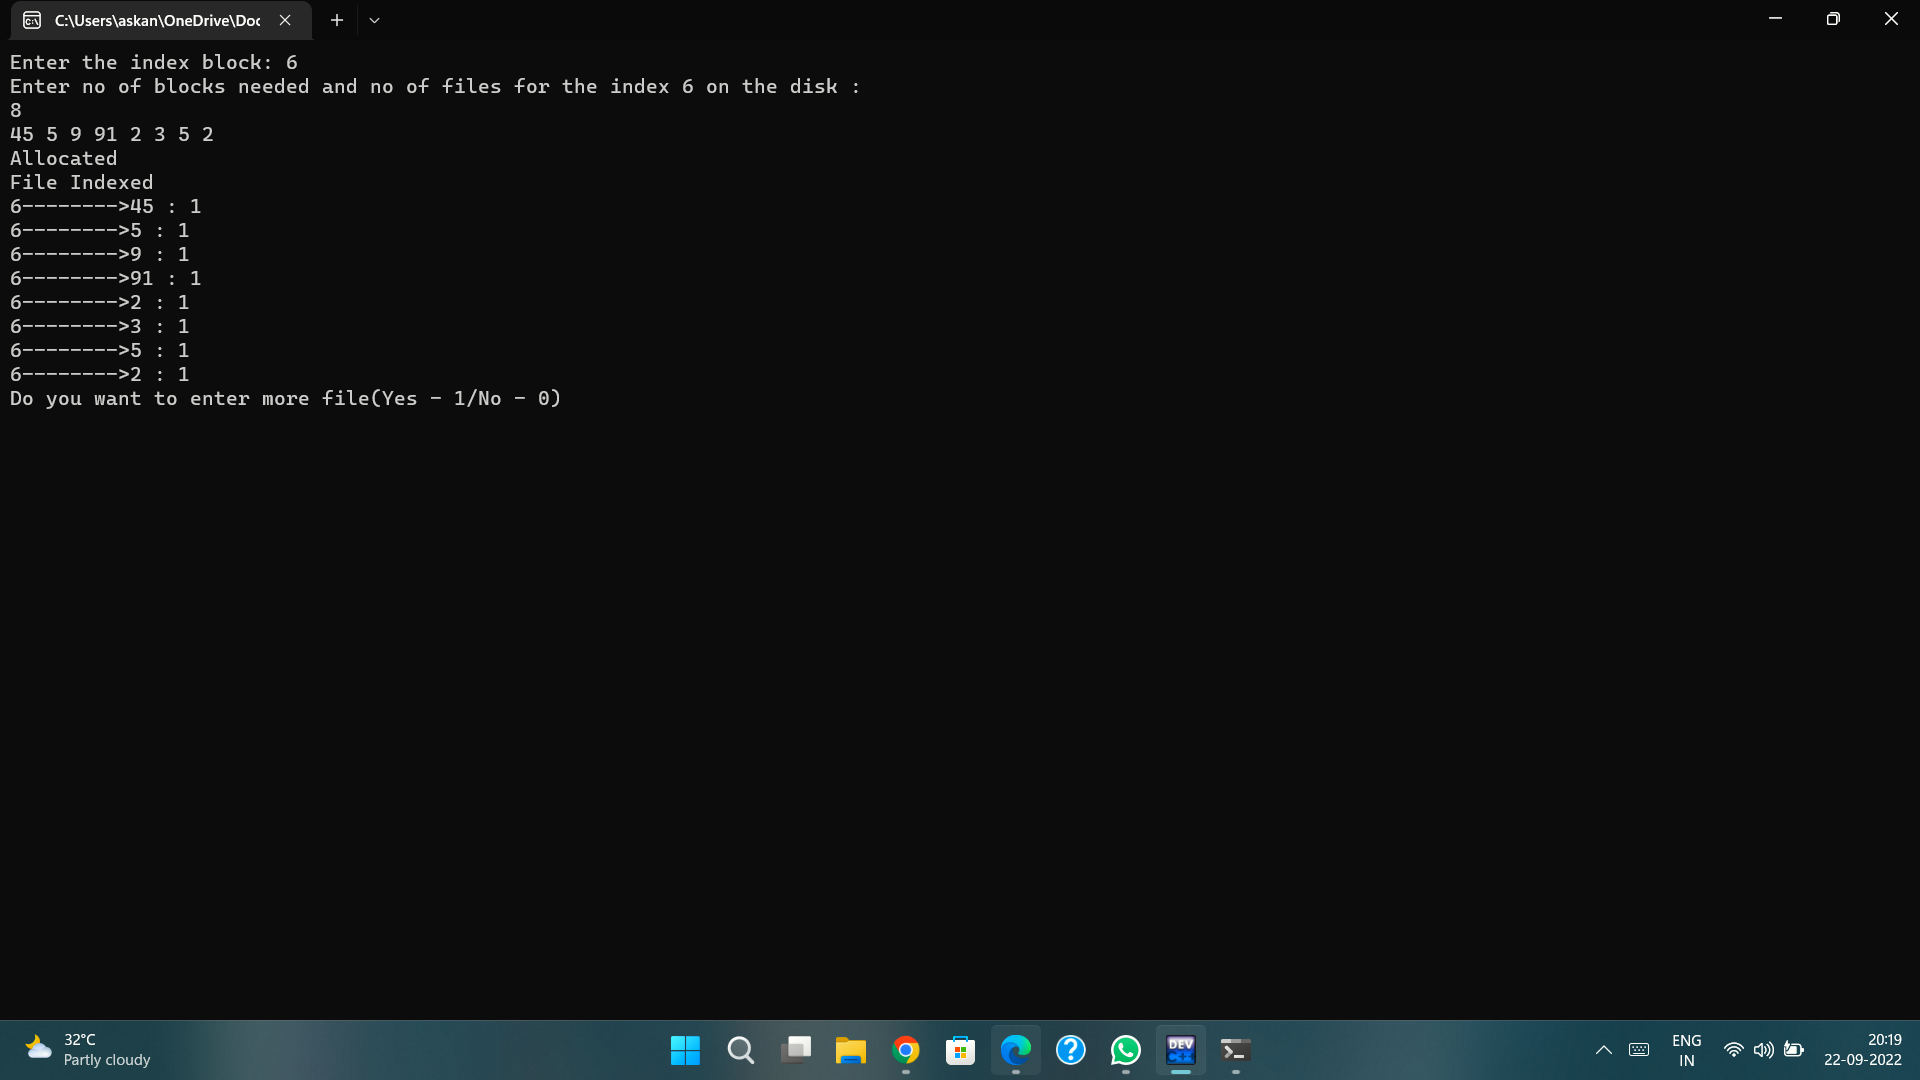 C:\Users\askan\OneDrive\Doc
Enter the index block: 6
Enter no of blocks needed and no of files for the index 6 on the disk :
8
45 5 9 91 2 3 5 2
Allocated
File Indexed
6-------->45 : 1
6-------->5 : 1
6-------->9 : 1
6-------->91 : 1
6-------->2 : 1
6-------->3 : 1
6-------->5 : 1
6-------->2 : 1
Do you want to enter more file(Yes - 1/No - 0)
32°C
Partly cloudy
DEV
C++
ENG
IN
20:19
22-09-2022